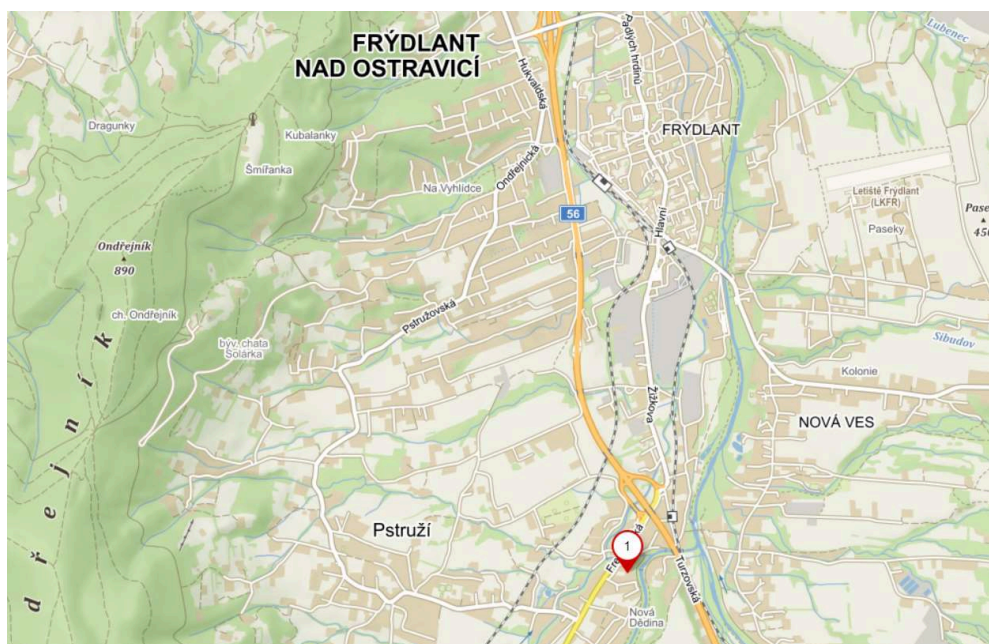 FRÝDLANT
NAD OSTRAVICÍ
Padlých hrdinů
Lubenec
Hukvaldská
Dragunky
Kubalanky
FRÝDLANT
Šmířanka
Ondřejnická
Na Vyhlídce
Letiště Frýdlant
(LKFR)
56
Hlavní
Paseky
Ondřejník
890
ch. Ondřejník
Pstružovská
býv. chata
Solárka
Sibudov
Kolonie
Žižkova
NOVÁ VES
Pstruží
1
Turzovská
Nová
Dědina